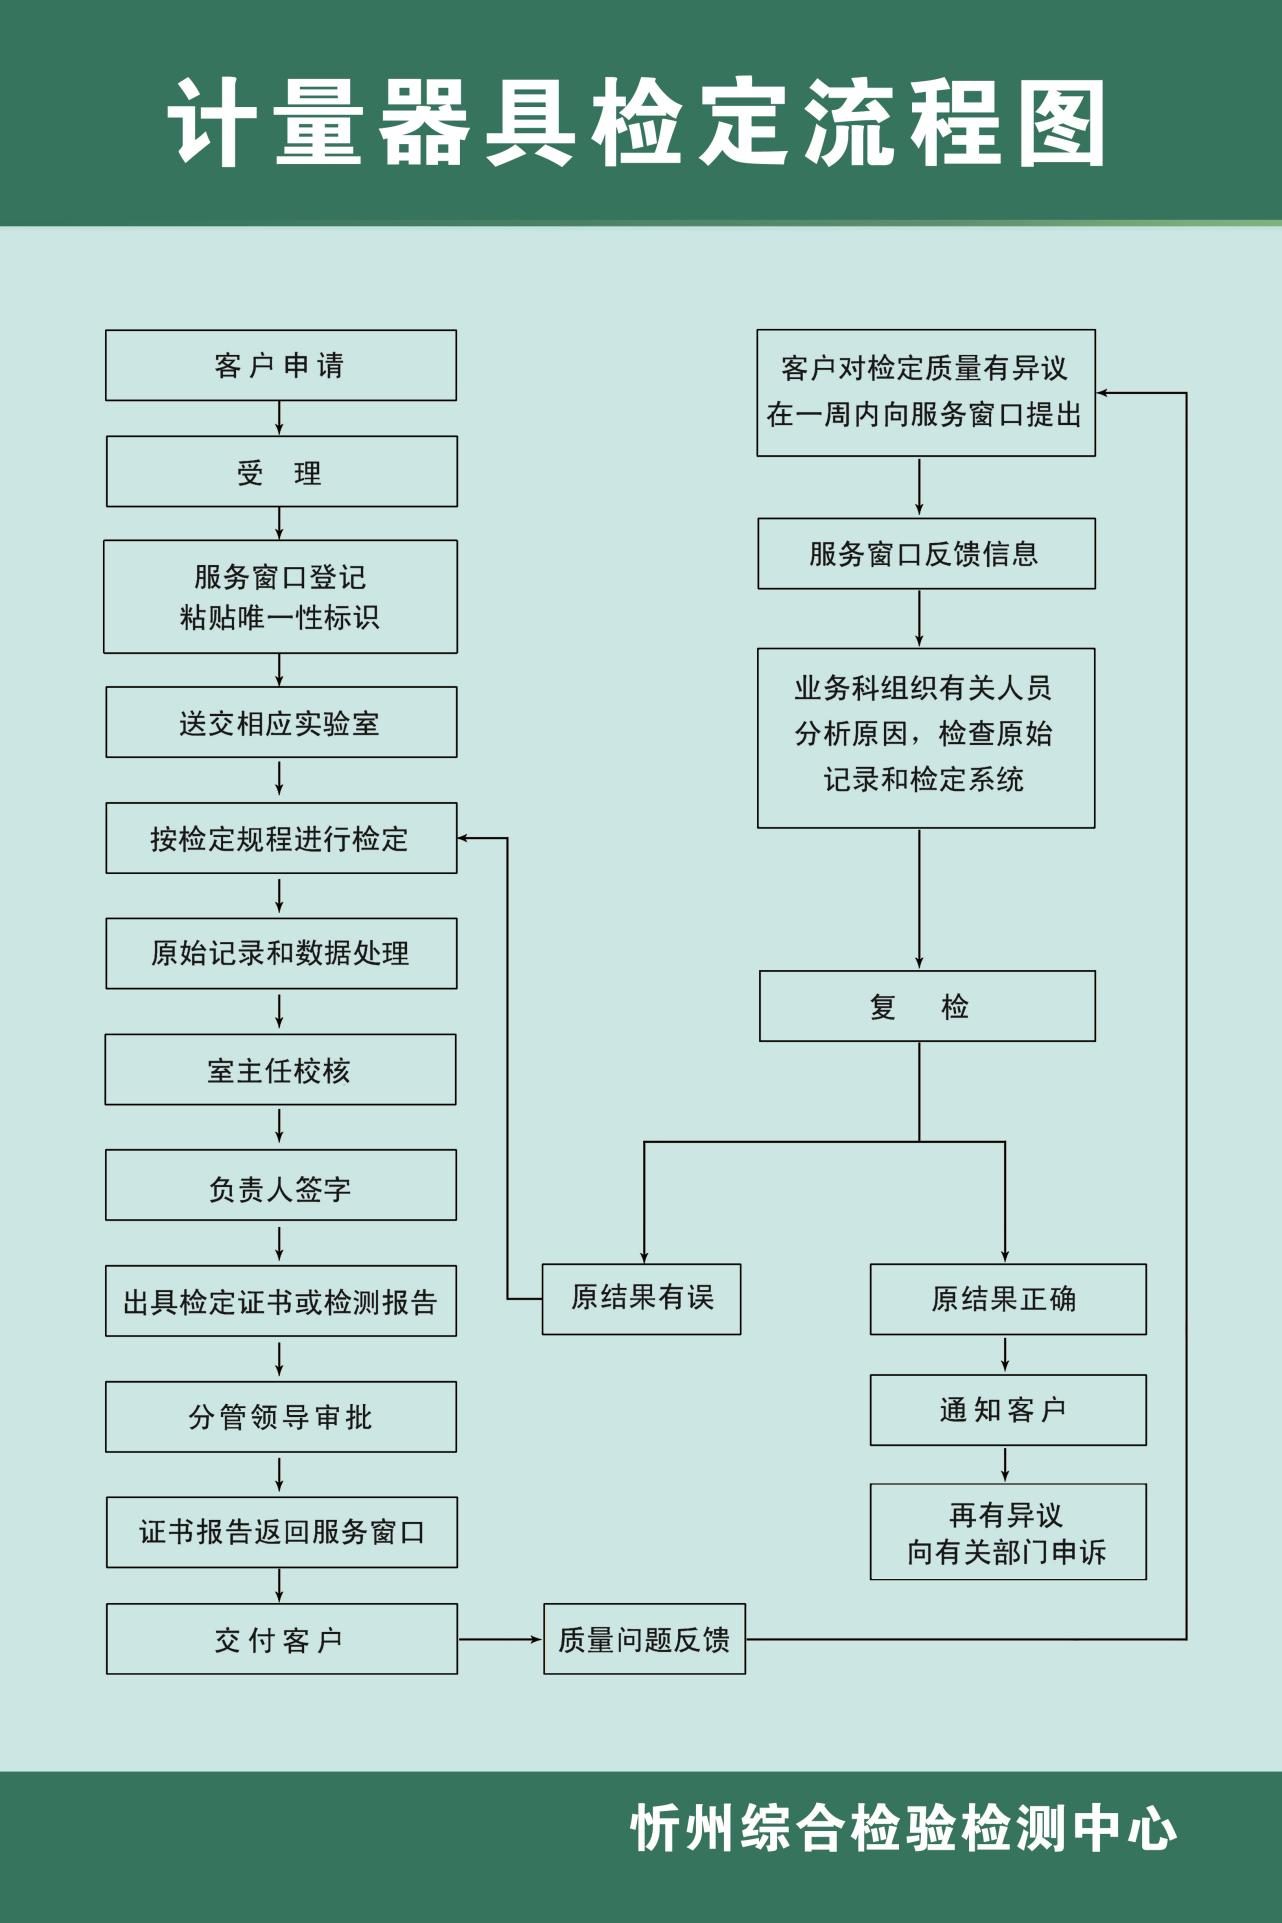 计量器具检定流程图
客户申请
受理
服务窗口登记
粘贴唯一性标识
送交相应实验室
按检定规程进行检定
原始记录和数据处理
室主任校核
负责人签字
出具检定证书或检测报告
分管领导审批
证书报告返回服务窗口
交付客户
质量问题反馈
客户对检定质量有异议
在一周内向服务窗口提出
服务窗口反馈信息
业务科组织有关人员
分析原因，检查原始
记录和检定系统
复检
原结果有误
原结果正确
通知客户
再有异议
向有关部门申诉
忻州综合检验检测中心